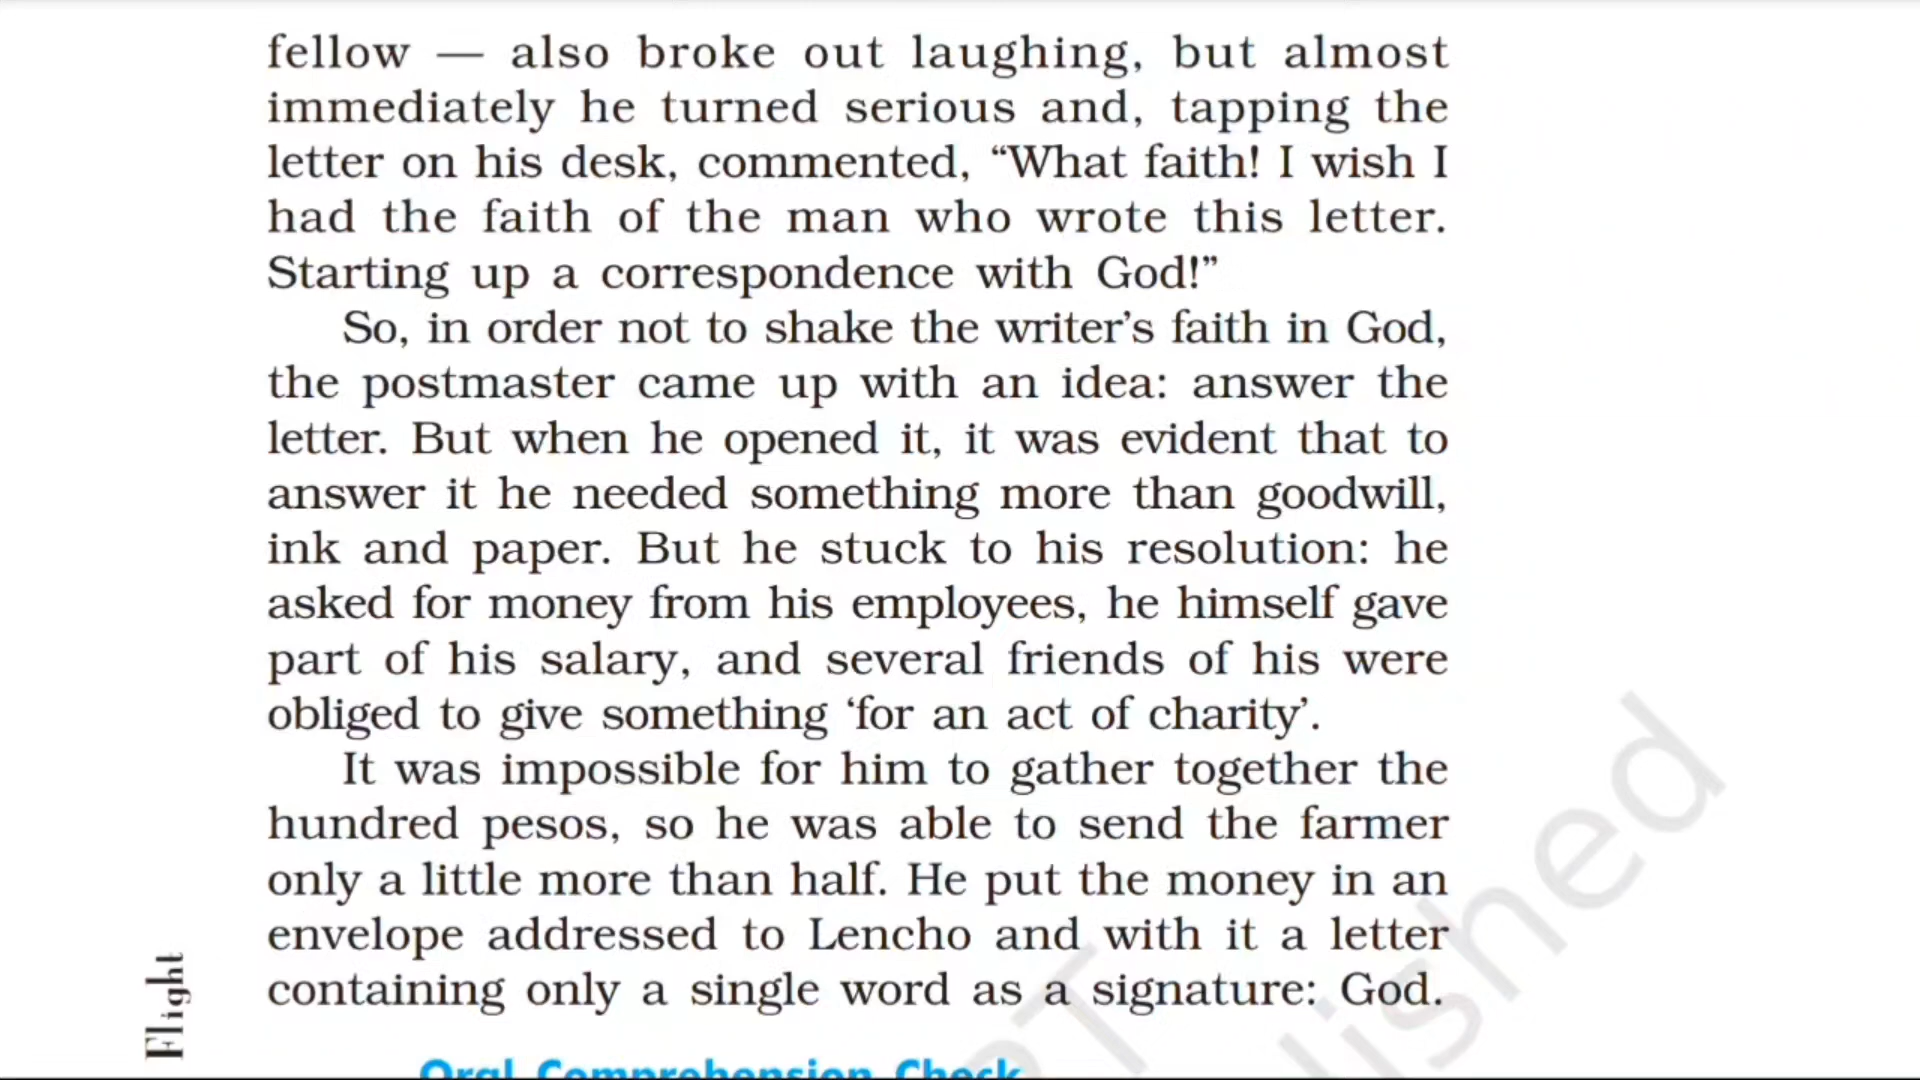 fellow — also broke out laughing, but almost
immediately he turned serious and, tapping the
letter on his desk, commented, “What faith! I wish I
had the faith of the man who wrote this letter.
Starting up a correspondence with God!”
So, in order not to shake the writer’s faith in God,
the postmaster came up with an idea: answer the
letter. But when he opened it, it was evident that to
answer it he needed something more than goodwill,
ink and paper. But he stuck to his resolution: he
asked for money from his employees, he himself gave
part of his salary, and several friends of his were
obliged to give something ‘for an act of charity’.
It was impossible for him to gather together the
hundred pesos, so he was able to send the farmer
only a little more than half. He put the money in an
envelope addressed to Lencho and with it a letter
containing only a single word as a signature: God.
Flight
Oral Comprehension Check